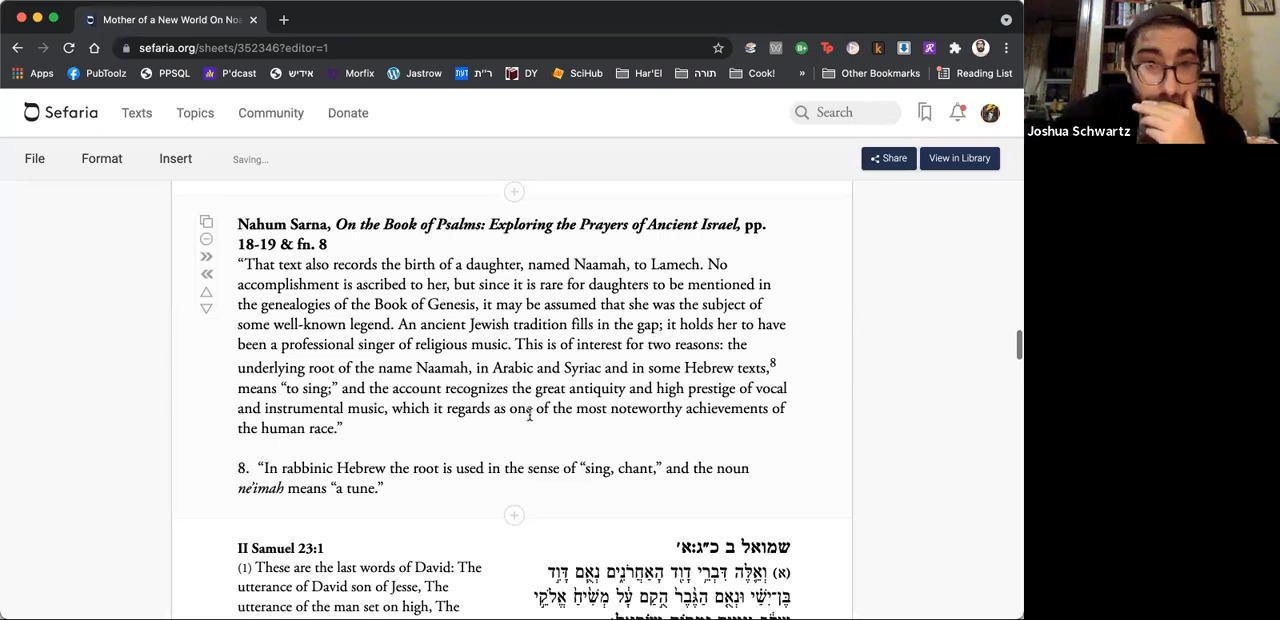 Mother of a New World On Noa
sefaria.org/sheets/352346?editor=1
Apps PubToolz PPSQL P'dcast אידיש Morfix Jastrow ר״ית DY SciHub Har'El תורה Cook! » Other Bookmarks Reading List
Sefaria Texts Topics Community Donate Search
File Format Insert Saving... Share View in Library
Joshua Schwartz
Nahum Sarna, On the Book of Psalms: Exploring the Prayers of Ancient Israel, pp.
18-19 & fn. 8
“That text also records the birth of a daughter, named Naamah, to Lamech. No
accomplishment is ascribed to her, but since it is rare for daughters to be mentioned in
the genealogies of the Book of Genesis, it may be assumed that she was the subject of
some well-known legend. An ancient Jewish tradition fills in the gap; it holds her to have
been a professional singer of religious music. This is of interest for two reasons: the
underlying root of the name Naamah, in Arabic and Syriac and in some Hebrew texts,8
means “to sing;” and the account recognizes the great antiquity and high prestige of vocal
and instrumental music, which it regards as one of the most noteworthy achievements of
the human race.”
8. “In rabbinic Hebrew the root is used in the sense of “sing, chant,” and the noun
ne’imah means “a tune.”
II Samuel 23:1
(1) These are the last words of David: The
utterance of David son of Jesse, The
utterance of the man set on high, The
שמואל ב כ״ג:א׳
(א) וְאֵ֛לֶּה דִּבְרֵ֥י דָוִ֖ד הָאַחֲרֹנִ֑ים נְאֻ֧ם דָּוִ֣ד
בֶּן־יִשַׁ֗י וּנְאֻ֤ם הַגֶּ֙בֶר֙ הֻ֣קַם עָ֔ל מְשִׁ֙יחַ֙ אֱלֹקֵ֣י